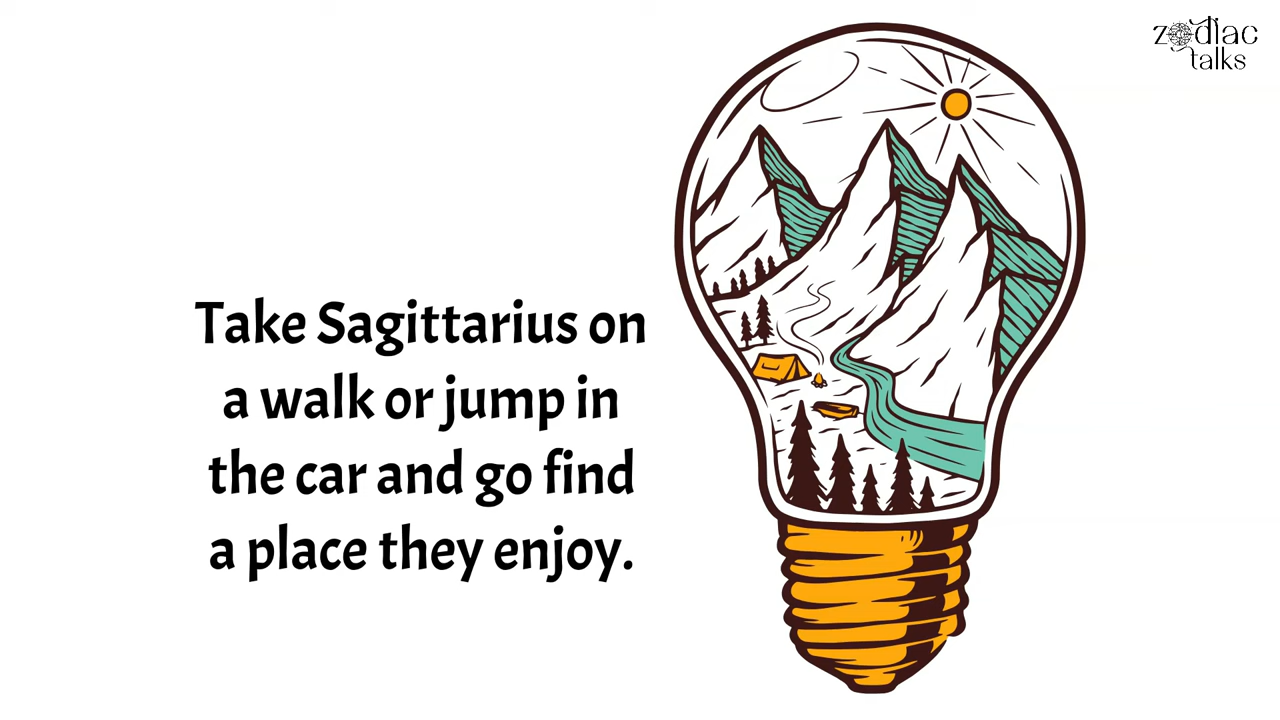 zodiac
talks
Take Sagittarius on
a walk or jump in
the car and go find
a place they enjoy.